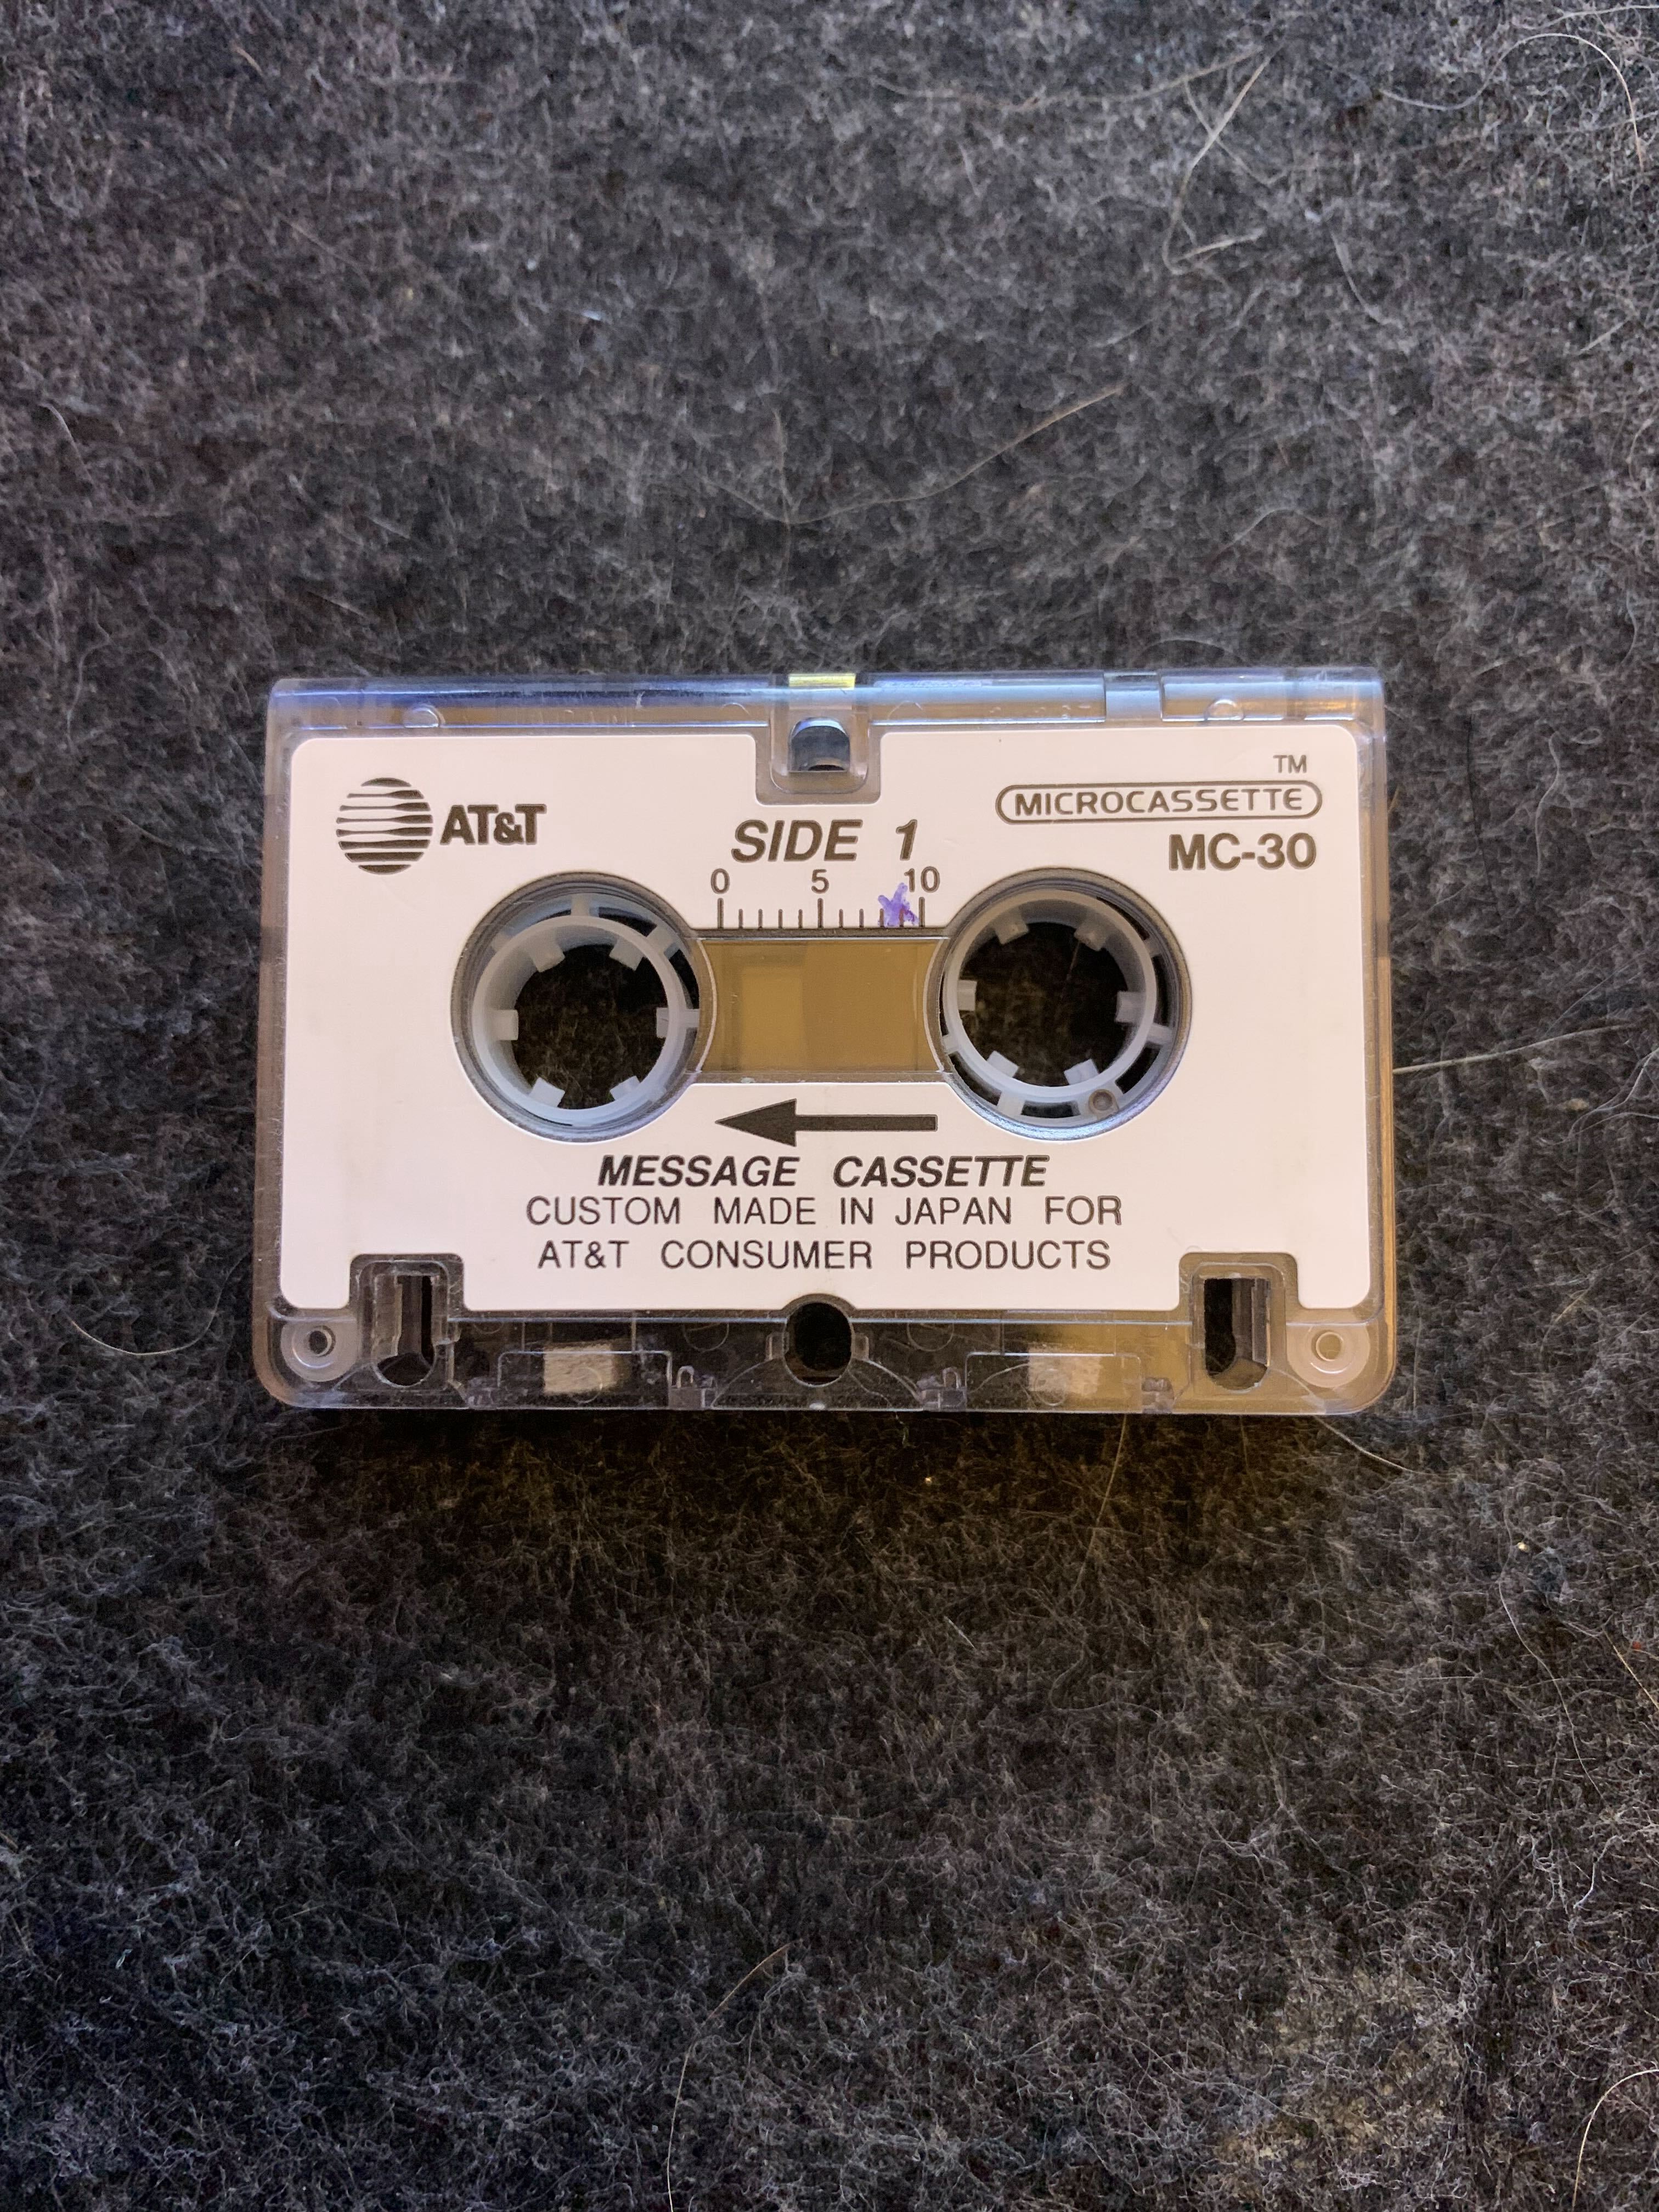 AT&T
SIDE 1
TM
MICROCASSETTE
MC-30
0 5 10
MESSAGE CASSETTE
CUSTOM MADE IN JAPAN FOR
AT&T CONSUMER PRODUCTS